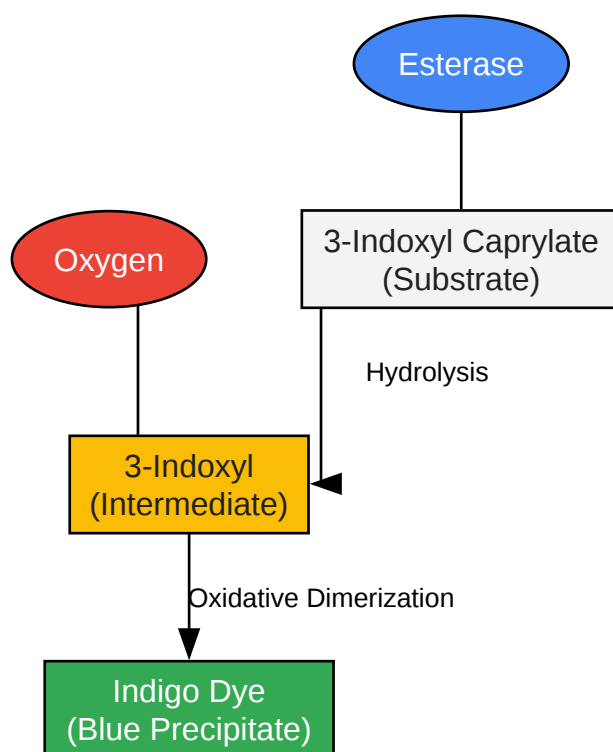 Esterase
3-Indoxyl Caprylate
(Substrate)
Oxygen
Hydrolysis
3-Indoxyl
(Intermediate)
Oxidative Dimerization
Indigo Dye
(Blue Precipitate)